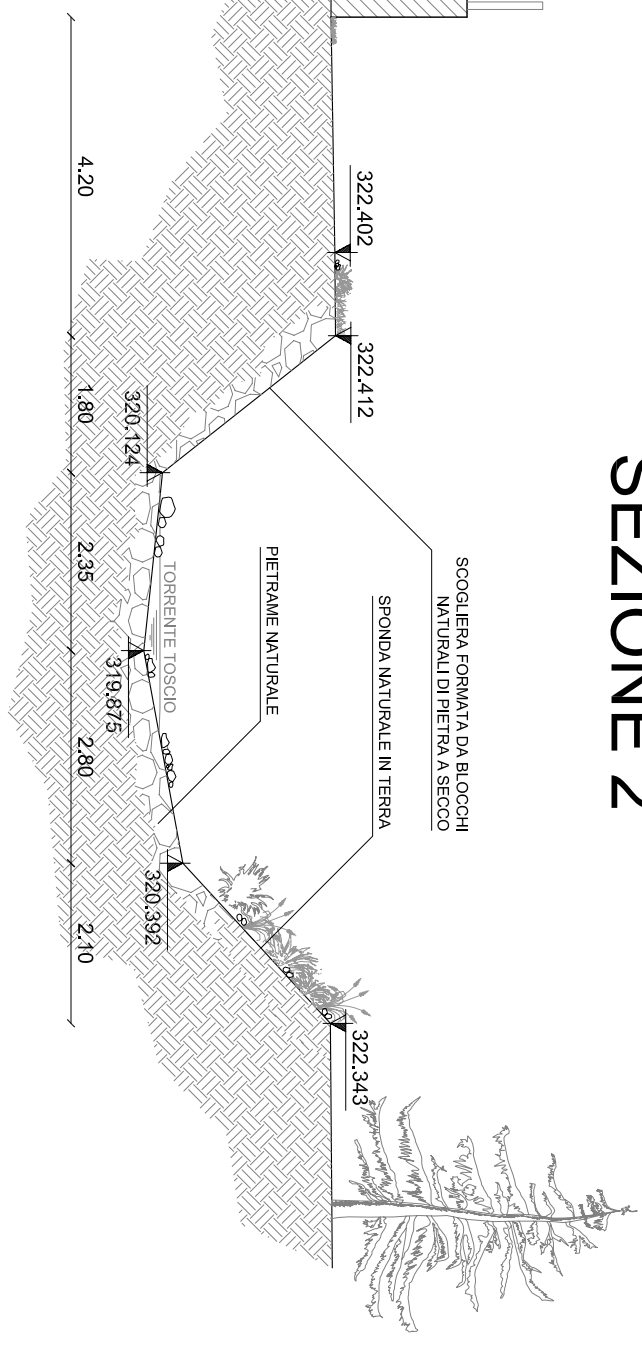 SEZIONE 2
SCOGLIERA FORMATA DA BLOCCHI
NATURALI DI PIETRA A SECCO
SPONDA NATURALE IN TERRA
322.402
322.412
322.343
PIETRAME NATURALE
TORRENTE TOSCIO
320.124
320.392
319.875
4.20
1.80
2.35
2.80
2.10